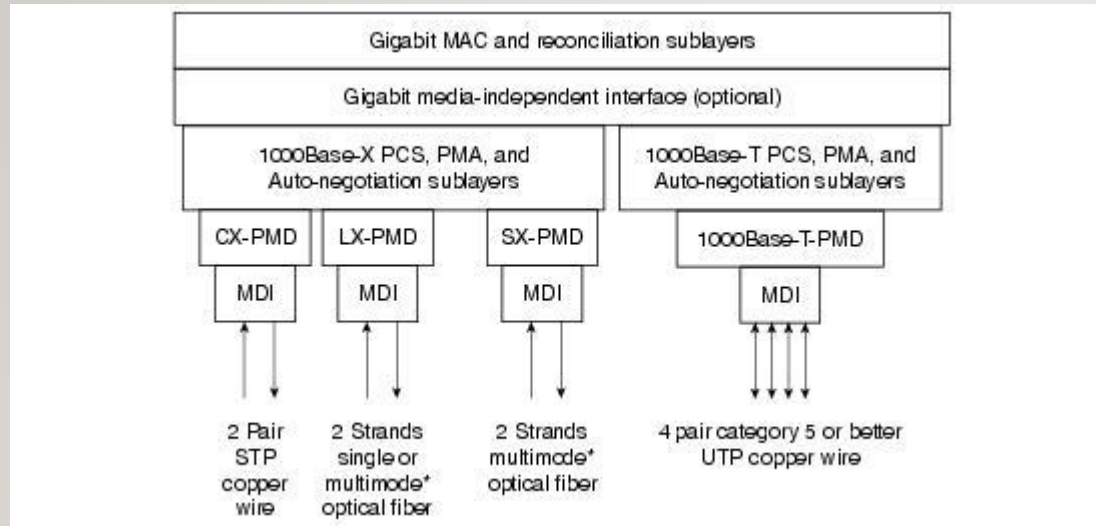 Gigabit MAC and reconciliation sublayers
Gigabit media-independent interface (optional)
1000Base-X PCS, PMA, and
Auto-negotiation sublayers
1000Base-T PCS, PMA, and
Auto-negotiation sublayers
CX-PMD
LX-PMD
SX-PMD
1000Base-T-PMD
MDI
MDI
MDI
MDI
2 Pair
STP
copper
wire
2 Strands
single or
multimode*
optical fiber
2 Strands
multimode*
optical fiber
4 pair category 5 or better
UTP copper wire